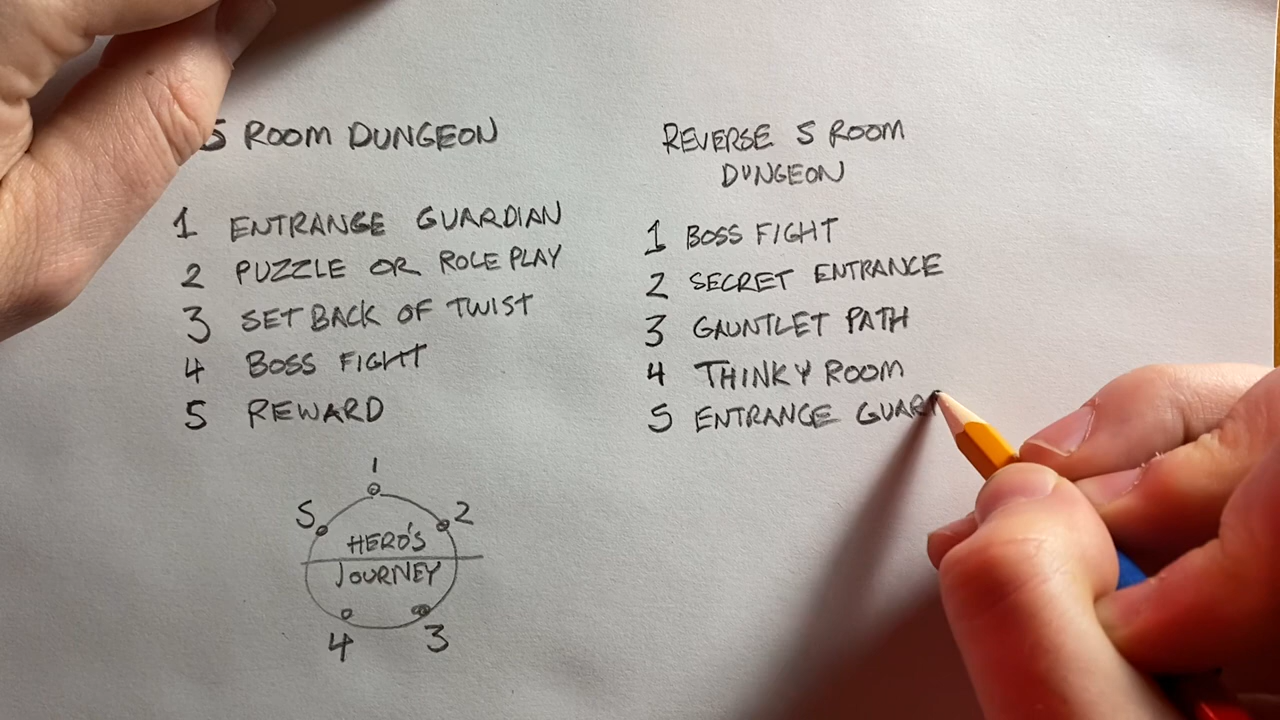 5 ROOM DUNGEON
1 ENTRANGE GUARDIAN
2 PUZZLE OR ROLE PLAY
3 SET BACK OF TWIST
4 BOSS FIGHT
5 REWARD
1
5 2
HERO'S
JOURNEY
4 3
REVERSE 5 ROOM
DUNGEON
1 BOSS FIGHT
2 SECRET ENTRANCE
3 GAUNTLET PATH
4 THINKY ROOM
5 ENTRANGE GUAR